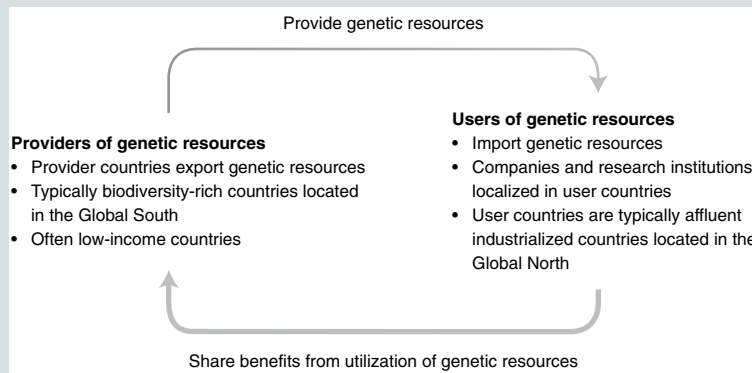 Provide genetic resources
Providers of genetic resources
• Provider countries export genetic resources
• Typically biodiversity-rich countries located
in the Global South
• Often low-income countries
Users of genetic resources
• Import genetic resources
• Companies and research institutions
localized in user countries
• User countries are typically affluent
industrialized countries located in the
Global North
Share benefits from utilization of genetic resources